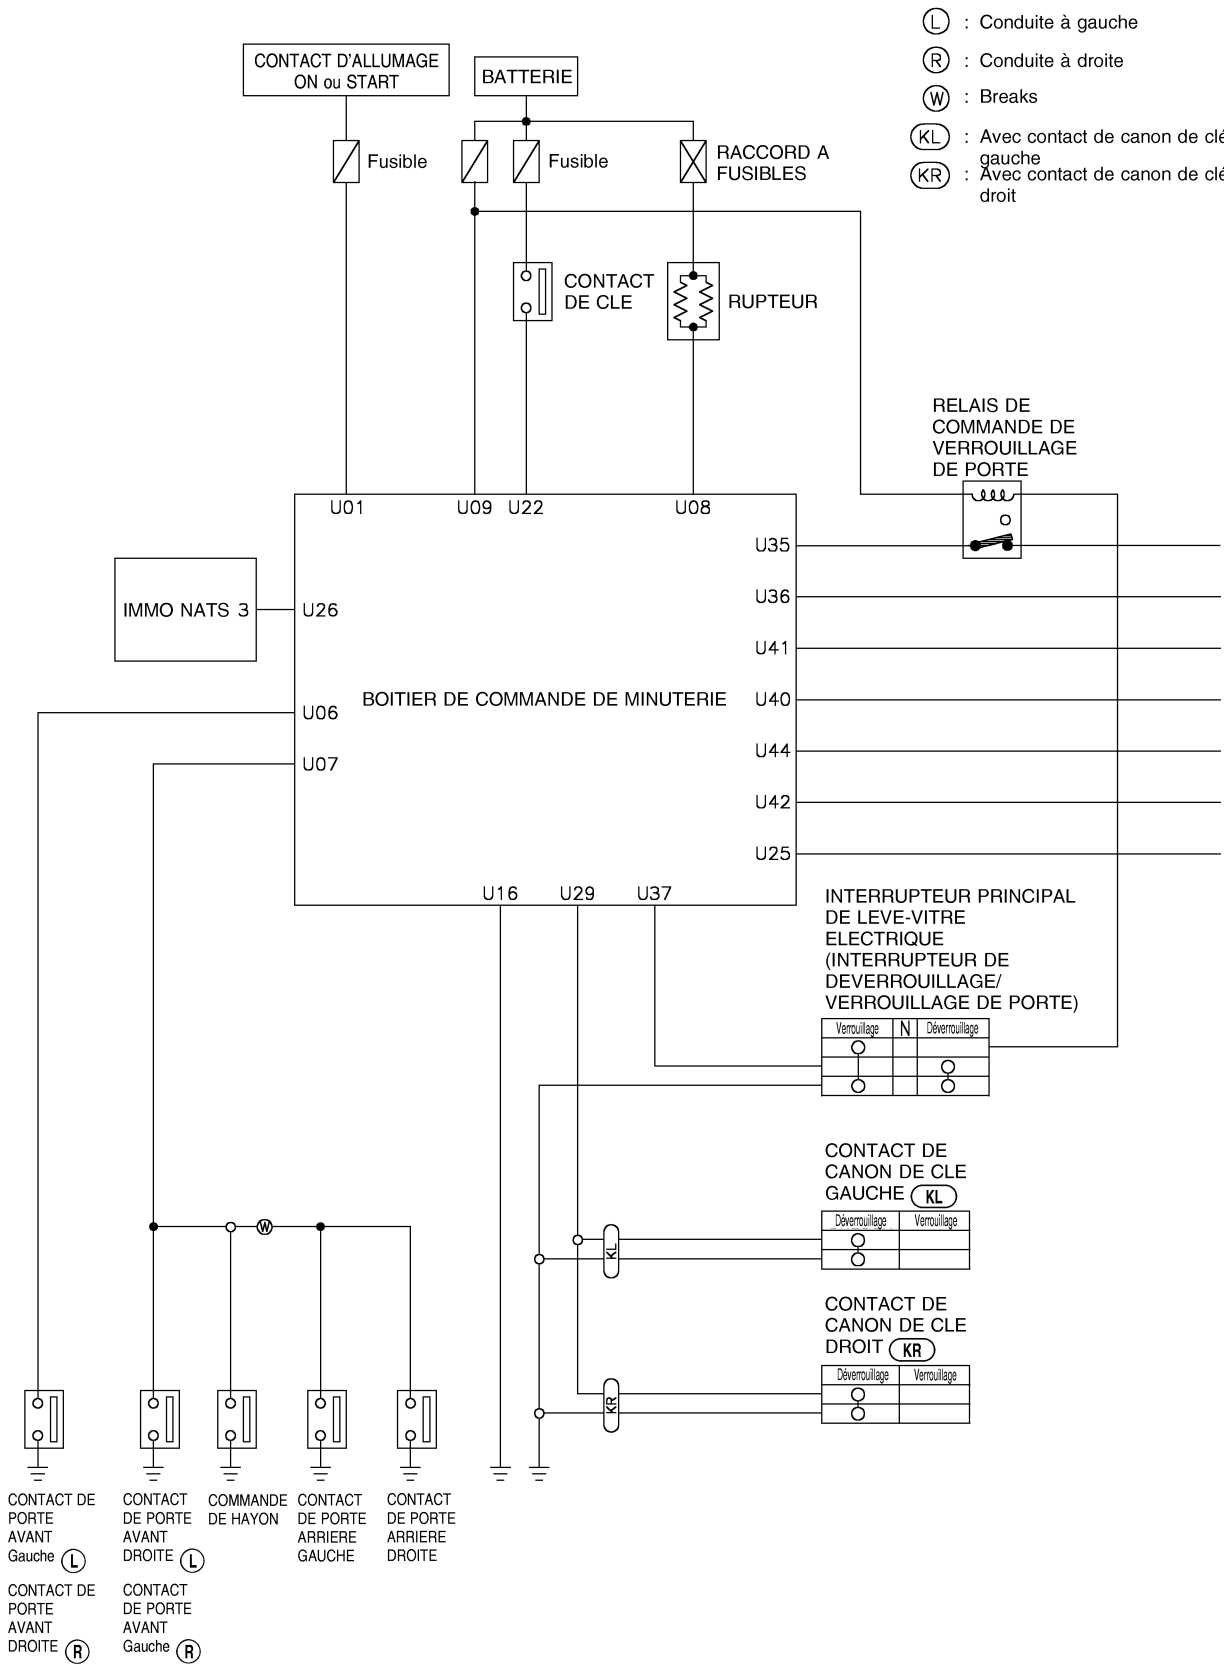 L : Conduite à gauche
R : Conduite à droite
W : Breaks
KL : Avec contact de canon de clé
gauche
KR : Avec contact de canon de clé
droit
CONTACT D'ALLUMAGE
ON ou START
BATTERIE
Fusible
Fusible
RACCORD A
FUSIBLES
CONTACT
DE CLE
RUPTEUR
RELAIS DE
COMMANDE DE
VERROUILLAGE
DE PORTE
U01
U09
U22
U08
U35
IMMO NATS 3
U26
U36
U41
BOITIER DE COMMANDE DE MINUTERIE
U06
U40
U07
U44
U42
U25
U16
U29
U37
INTERRUPTEUR PRINCIPAL
DE LEVE-VITRE
ELECTRIQUE
(INTERRUPTEUR DE
DEVERROUILLAGE/
VERROUILLAGE DE PORTE)
Verrouillage N Déverrouillage
CONTACT DE
CANON DE CLE
GAUCHE KL
Déverrouillage Verrouillage
W
KL
CONTACT DE
CANON DE CLE
DROIT KR
Déverrouillage Verrouillage
KR
CONTACT DE
PORTE
AVANT
Gauche L
CONTACT DE
PORTE
AVANT
DROITE R
CONTACT
DE PORTE
AVANT
DROITE L
CONTACT
DE PORTE
AVANT
Gauche R
COMMANDE
DE HAYON
CONTACT
DE PORTE
ARRIERE
GAUCHE
CONTACT
DE PORTE
ARRIERE
DROITE